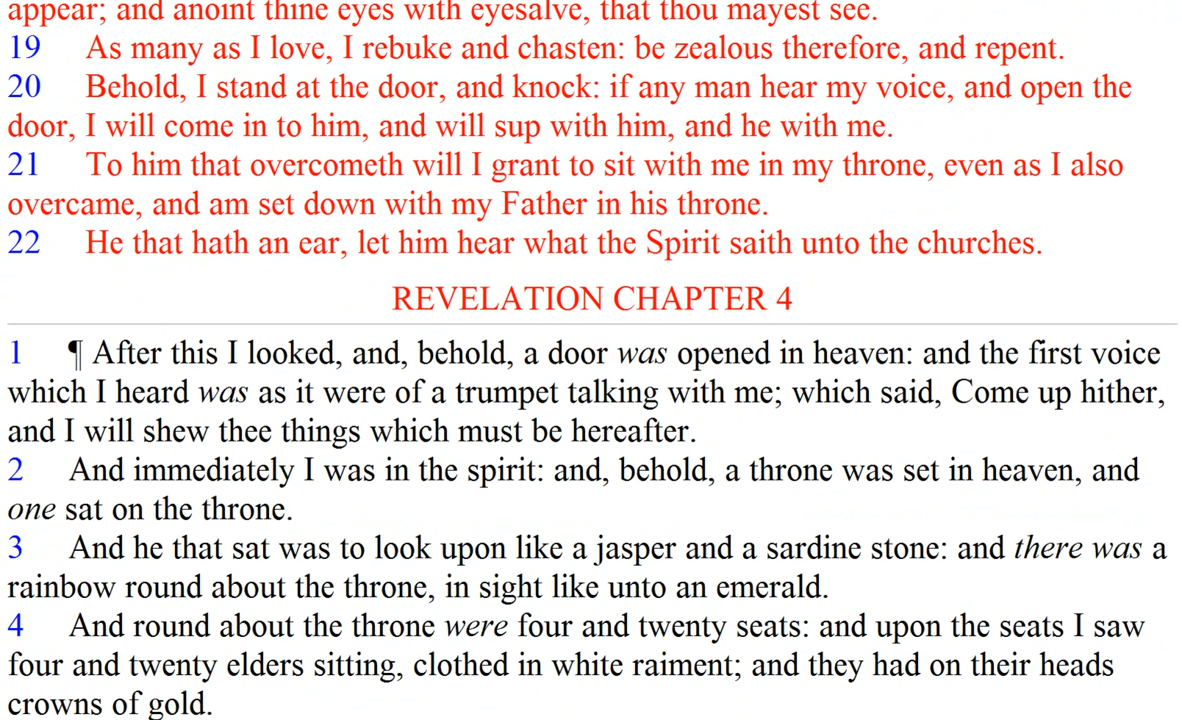 appear; and anoint thine eyes with eyesalve, that thou mayest see.
19 As many as I love, I rebuke and chasten: be zealous therefore, and repent.
20 Behold, I stand at the door, and knock: if any man hear my voice, and open the
door, I will come in to him, and will sup with him, and he with me.
21 To him that overcometh will I grant to sit with me in my throne, even as I also
overcame, and am set down with my Father in his throne.
22 He that hath an ear, let him hear what the Spirit saith unto the churches.
REVELATION CHAPTER 4
1 ¶ After this I looked, and, behold, a door was opened in heaven: and the first voice
which I heard was as it were of a trumpet talking with me; which said, Come up hither,
and I will shew thee things which must be hereafter.
2 And immediately I was in the spirit: and, behold, a throne was set in heaven, and
one sat on the throne.
3 And he that sat was to look upon like a jasper and a sardine stone: and there was a
rainbow round about the throne, in sight like unto an emerald.
4 And round about the throne were four and twenty seats: and upon the seats I saw
four and twenty elders sitting, clothed in white raiment; and they had on their heads
crowns of gold.